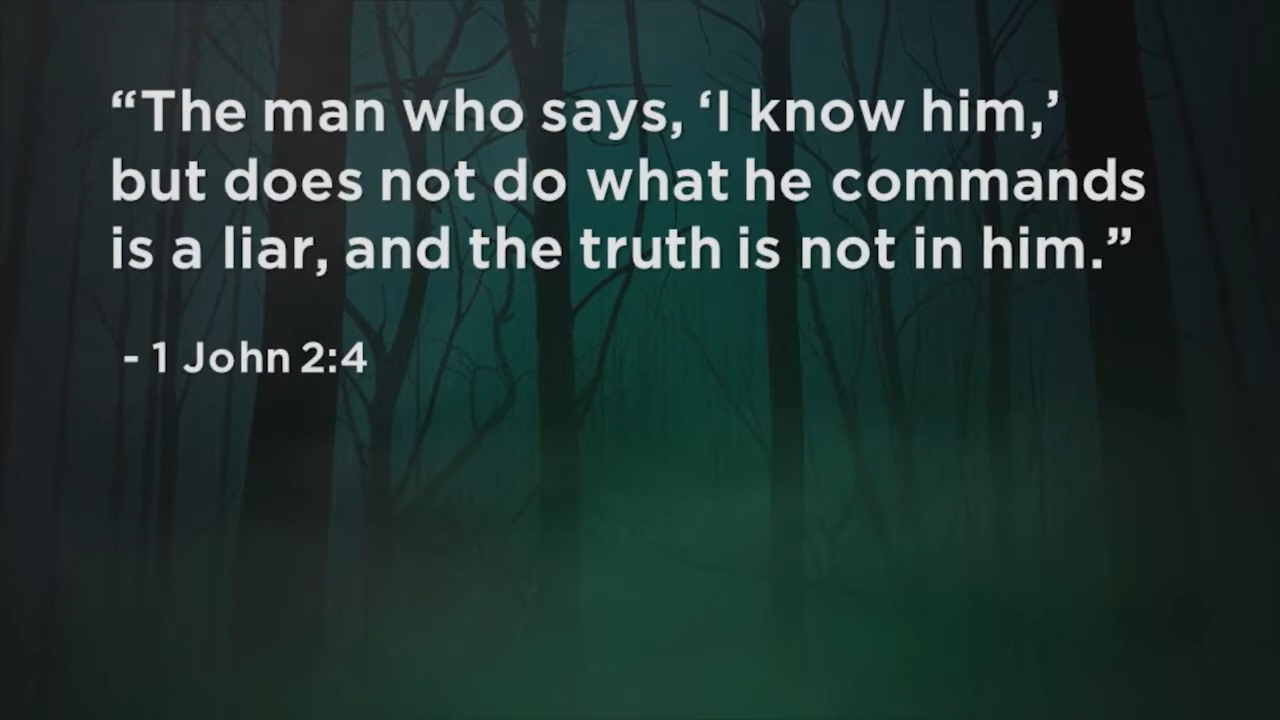 “The man who says, ‘I know him,’
but does not do what he commands
is a liar, and the truth is not in him.”
- 1 John 2:4